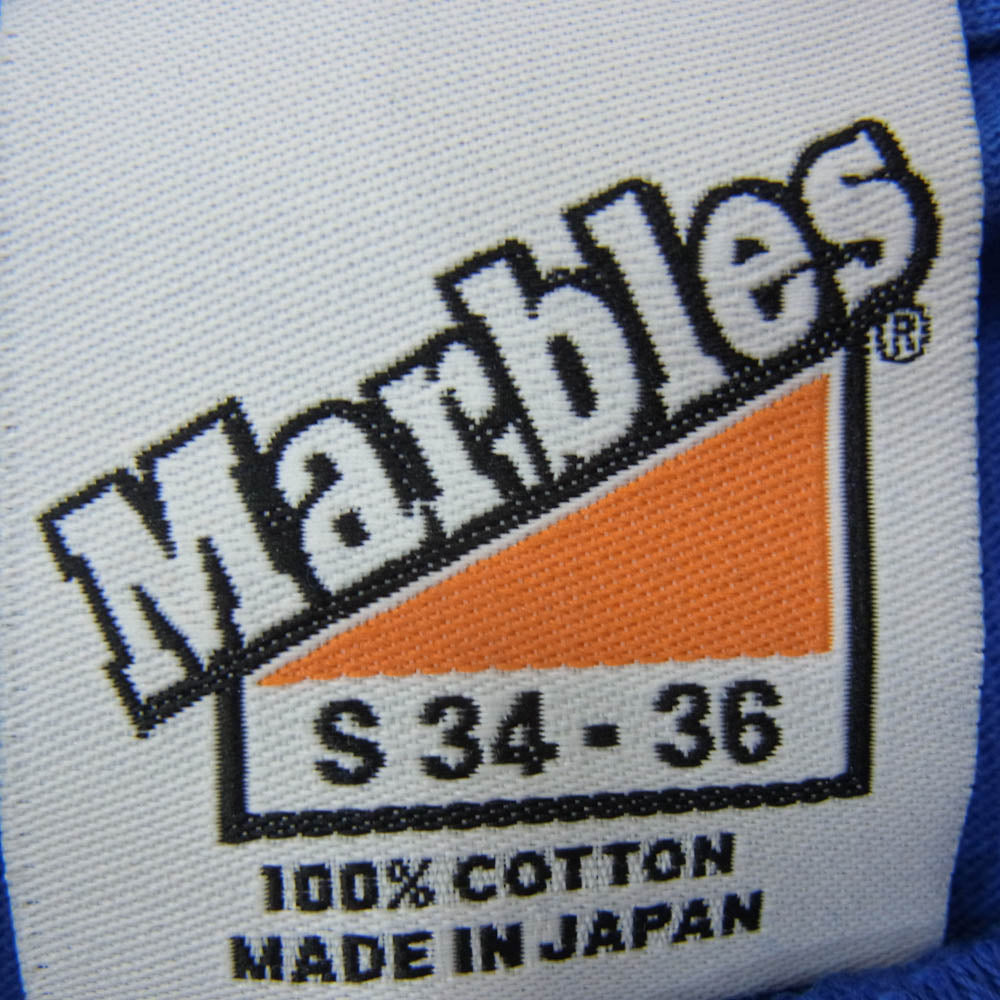 Marbles®
S 34 - 36
100% COTTON
MADE IN JAPAN